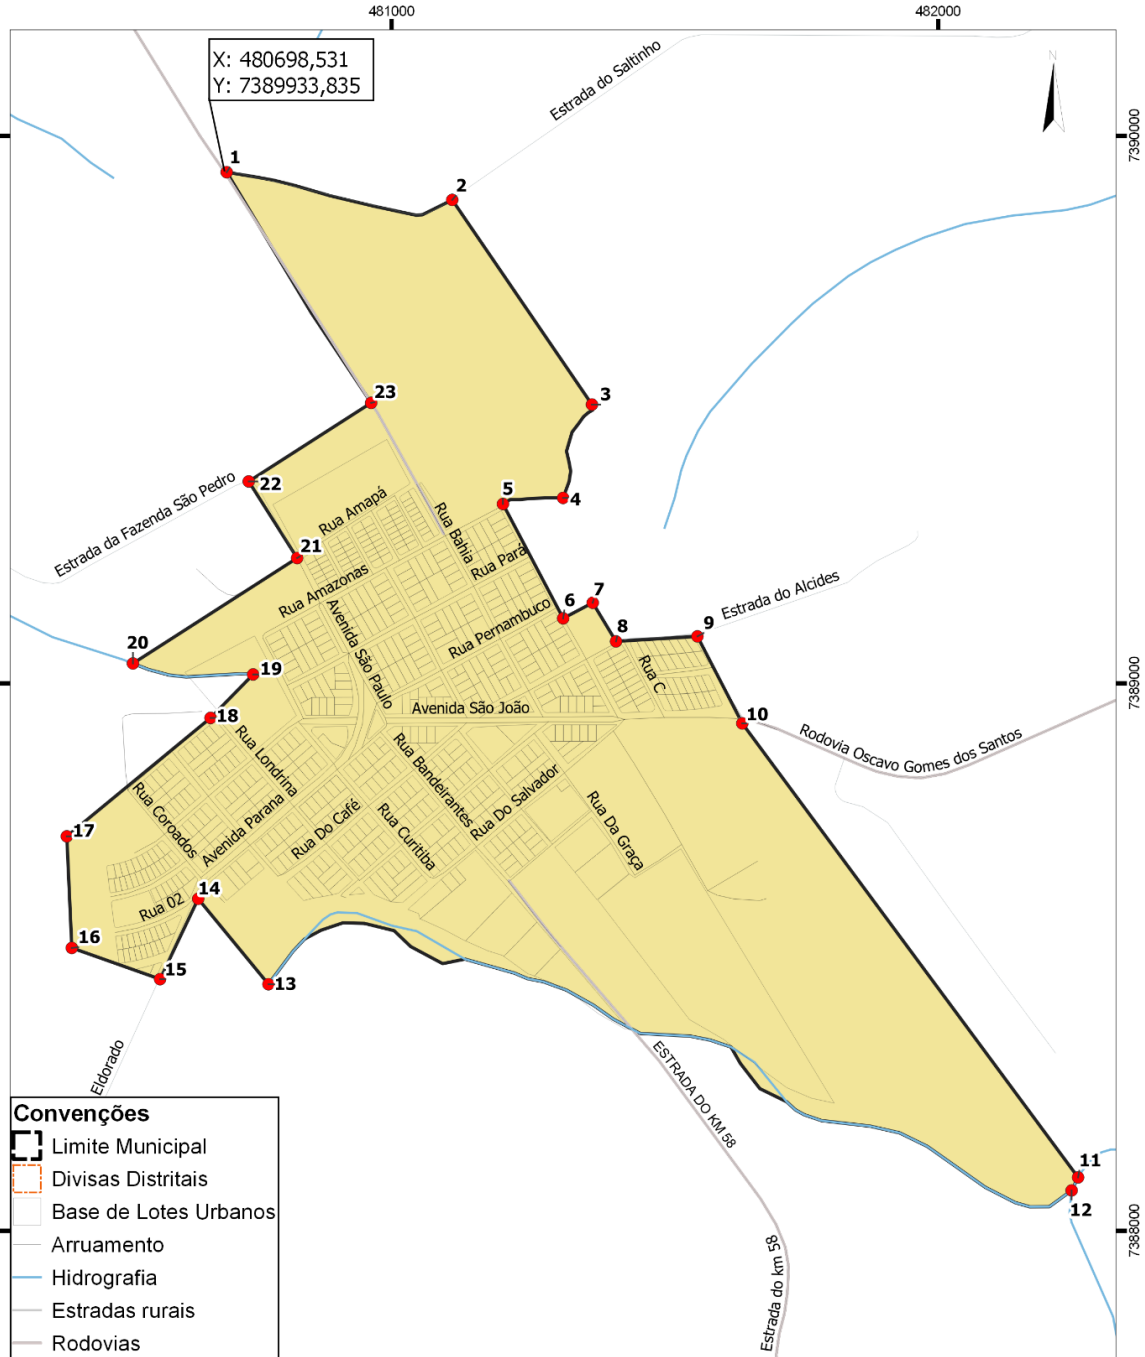 481000
482000
X: 480698,531
Y: 7389933,835
Estrada do Saltinho
N
7390000
1
2
23
3
22
5
4
Estrada da Fazenda São Pedro
Rua Amapá
Rua Bahia
21
Rua Pará
Rua Amazonas
Estrada do Alcides
7
6
Rua Pernambuco
8
9
Avenida São Paulo
20
19
Rua C
7389000
18
Avenida São João
10
Rua Londrina
Rodovia Oscavo Gomes dos Santos
Rua Bandeirantes
Rua Coroados
Rua Do Salvador
17
Avenida Parana
Rua Do Café
Rua Curitiba
Rua Da Graça
14
Rua 02
16
15
13
Eldorado
ESTRADA DO KM 58
11
12
7388000
Estrada do km 58
Convenções
Limite Municipal
Divisas Distritais
Base de Lotes Urbanos
Arruamento
Hidrografia
Estradas rurais
Rodovias